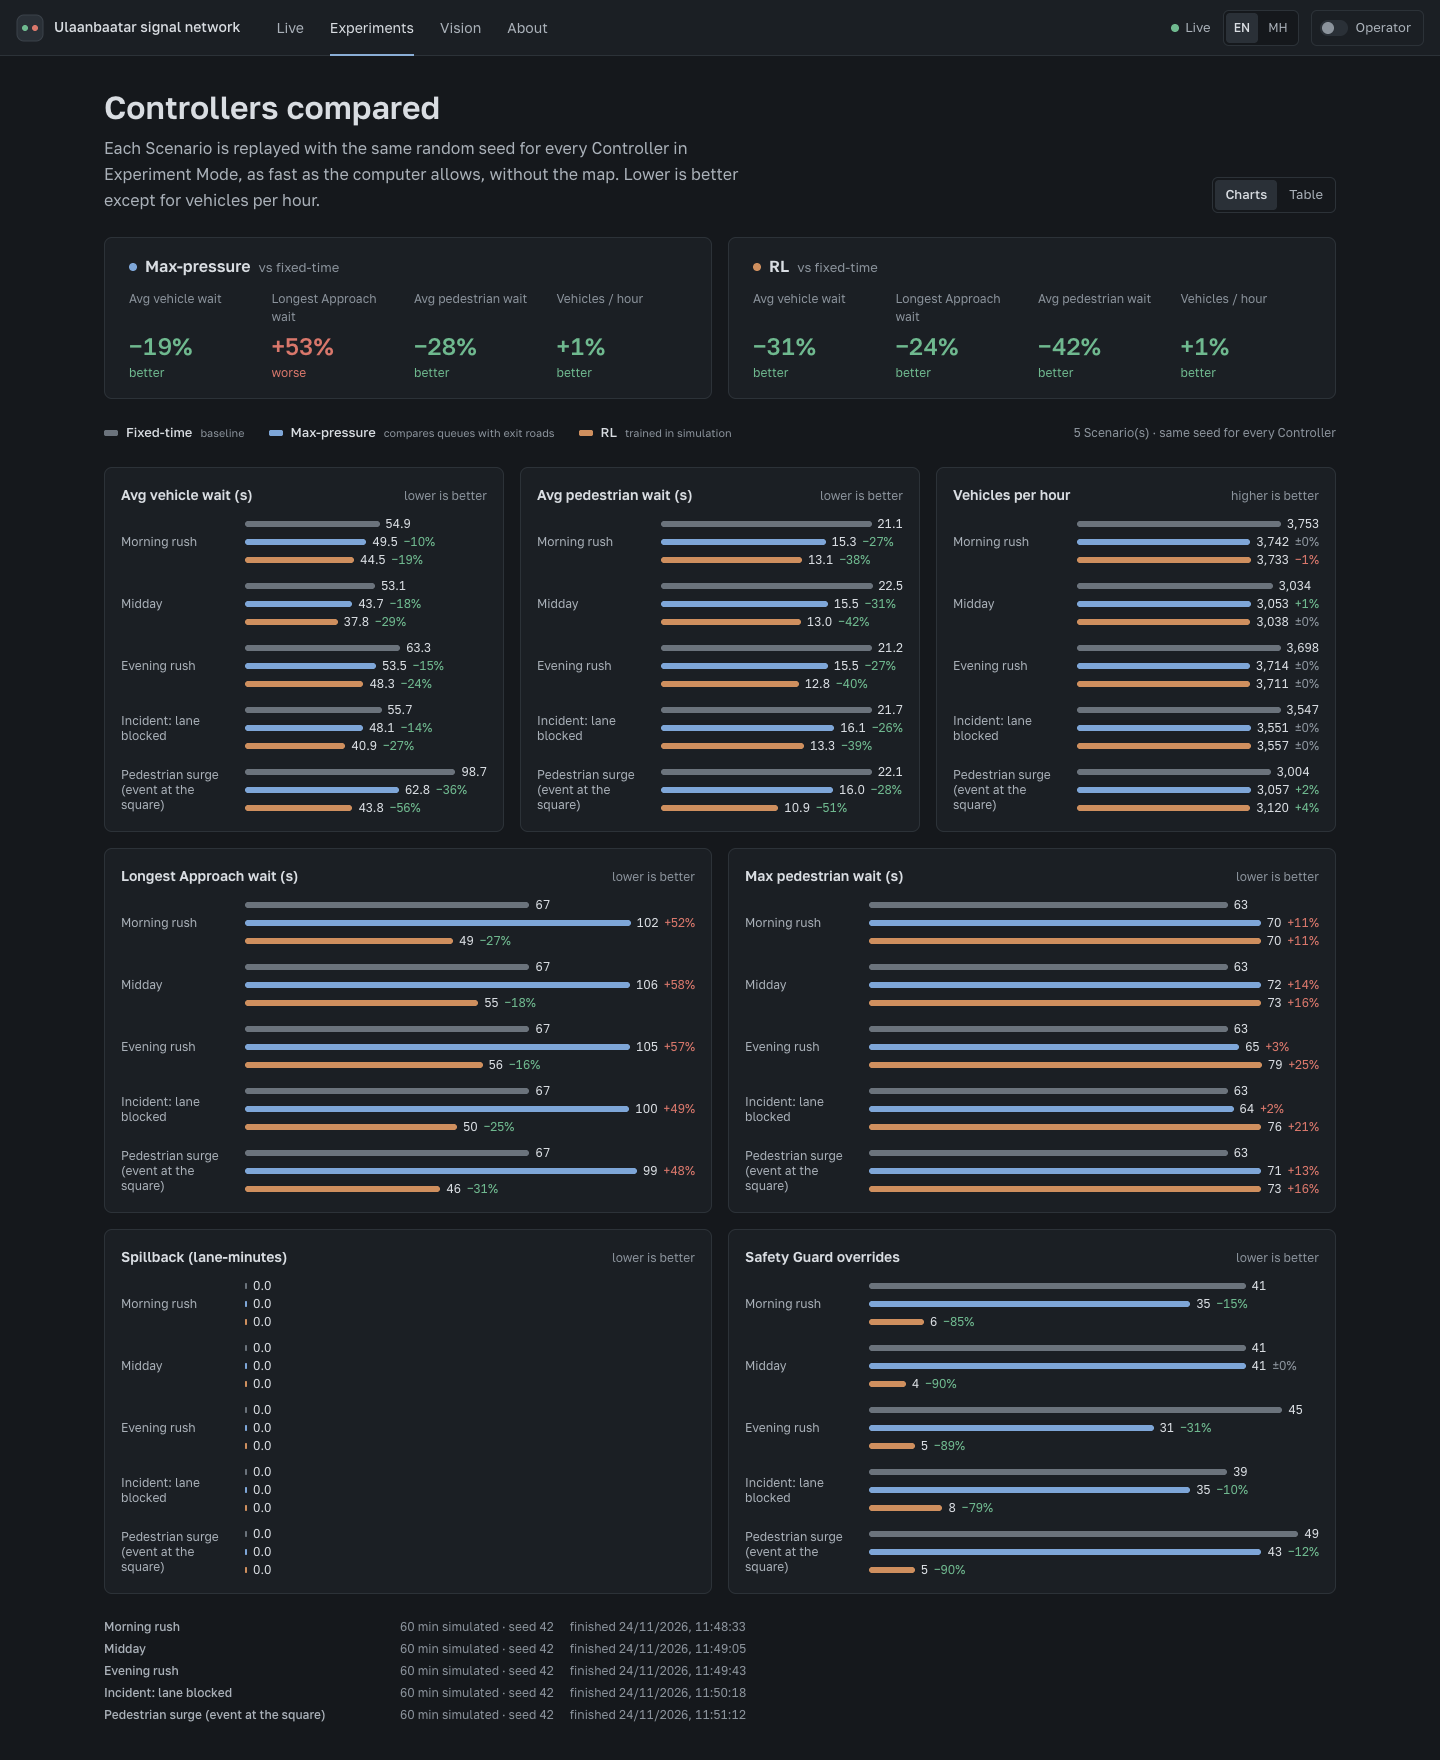 Ulaanbaatar signal network
Live
Experiments
Vision
About
Live
EN
MH
Operator
Controllers compared
Each Scenario is replayed with the same random seed for every Controller in
Experiment Mode, as fast as the computer allows, without the map. Lower is better
except for vehicles per hour.
Charts
Table
Max-pressure vs fixed-time
Avg vehicle wait
Longest Approach
wait
Avg pedestrian wait
Vehicles / hour
−19%
+53%
−28%
+1%
better
worse
better
better
RL vs fixed-time
Avg vehicle wait
Longest Approach
wait
Avg pedestrian wait
Vehicles / hour
−31%
−24%
−42%
+1%
better
better
better
better
Fixed-time baseline
Max-pressure compares queues with exit roads
RL trained in simulation
5 Scenario(s) · same seed for every Controller
Avg vehicle wait (s)
lower is better
Morning rush
54.9
49.5 −10%
44.5 −19%
Midday
53.1
43.7 −18%
37.8 −29%
Evening rush
63.3
53.5 −15%
48.3 −24%
Incident: lane
blocked
55.7
48.1 −14%
40.9 −27%
Pedestrian surge
(event at the
square)
98.7
62.8 −36%
43.8 −56%
Avg pedestrian wait (s)
lower is better
Morning rush
21.1
15.3 −27%
13.1 −38%
Midday
22.5
15.5 −31%
13.0 −42%
Evening rush
21.2
15.5 −27%
12.8 −40%
Incident: lane
blocked
21.7
16.1 −26%
13.3 −39%
Pedestrian surge
(event at the
square)
22.1
16.0 −28%
10.9 −51%
Vehicles per hour
higher is better
Morning rush
3,753
3,742 ±0%
3,733 −1%
Midday
3,034
3,053 +1%
3,038 ±0%
Evening rush
3,698
3,714 ±0%
3,711 ±0%
Incident: lane
blocked
3,547
3,551 ±0%
3,557 ±0%
Pedestrian surge
(event at the
square)
3,004
3,057 +2%
3,120 +4%
Longest Approach wait (s)
lower is better
Morning rush
67
102 +52%
49 −27%
Midday
67
106 +58%
55 −18%
Evening rush
67
105 +57%
56 −16%
Incident: lane
blocked
67
100 +49%
50 −25%
Pedestrian surge
(event at the
square)
67
99 +48%
46 −31%
Max pedestrian wait (s)
lower is better
Morning rush
63
70 +11%
70 +11%
Midday
63
72 +14%
73 +16%
Evening rush
63
65 +3%
79 +25%
Incident: lane
blocked
63
64 +2%
76 +21%
Pedestrian surge
(event at the
square)
63
71 +13%
73 +16%
Spillback (lane-minutes)
lower is better
Morning rush
0.0
0.0
0.0
Midday
0.0
0.0
0.0
Evening rush
0.0
0.0
0.0
Incident: lane
blocked
0.0
0.0
0.0
Pedestrian surge
(event at the
square)
0.0
0.0
0.0
Safety Guard overrides
lower is better
Morning rush
41
35 −15%
6 −85%
Midday
41
41 ±0%
4 −90%
Evening rush
45
31 −31%
5 −89%
Incident: lane
blocked
39
35 −10%
8 −79%
Pedestrian surge
(event at the
square)
49
43 −12%
5 −90%
Morning rush 60 min simulated · seed 42 finished 24/11/2026, 11:48:33
Midday 60 min simulated · seed 42 finished 24/11/2026, 11:49:05
Evening rush 60 min simulated · seed 42 finished 24/11/2026, 11:49:43
Incident: lane blocked 60 min simulated · seed 42 finished 24/11/2026, 11:50:18
Pedestrian surge (event at the square) 60 min simulated · seed 42 finished 24/11/2026, 11:51:12